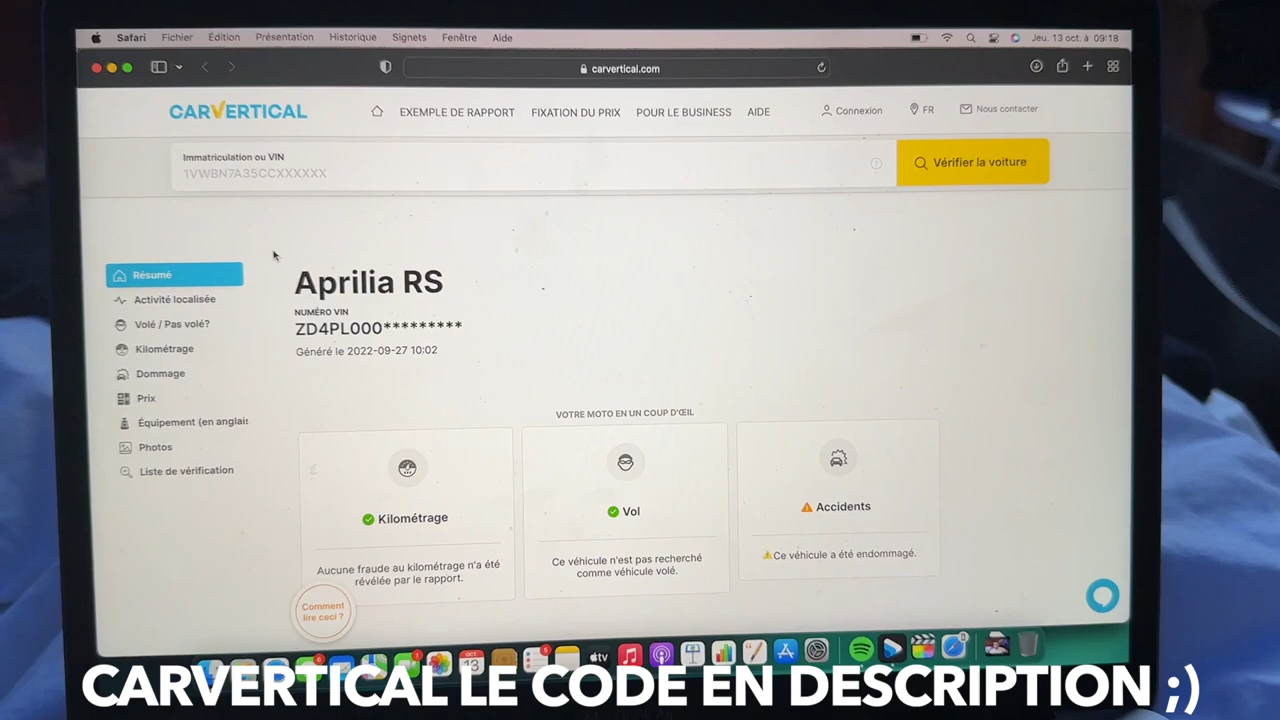 Safari Fichier Édition Présentation Historique Signets Fenêtre Aide Jeu. 13 oct. à 09:18
carvertical.com
CARVERTICAL EXEMPLE DE RAPPORT FIXATION DU PRIX POUR LE BUSINESS AIDE Connexion FR Nous contacter
Immatriculation ou VIN
1VWBN7A35CCXXXXXX
Vérifier la voiture
Résumé
Activité localisée
Volé / Pas volé?
Kilométrage
Dommage
Prix
Équipement (en anglais
Photos
Liste de vérification
Aprilia RS
NUMÉRO VIN
ZD4PL000*********
Généré le 2022-09-27 10:02
VOTRE MOTO EN UN COUP D'ŒIL
Kilométrage
Aucune fraude au kilométrage n'a été
révélée par le rapport.
Vol
Ce véhicule n'est pas recherché
comme véhicule volé.
Accidents
Ce véhicule a été endommagé.
Comment
lire ceci ?
OCT.
13
tv
CARVERTICAL LE CODE EN DESCRIPTION ;)